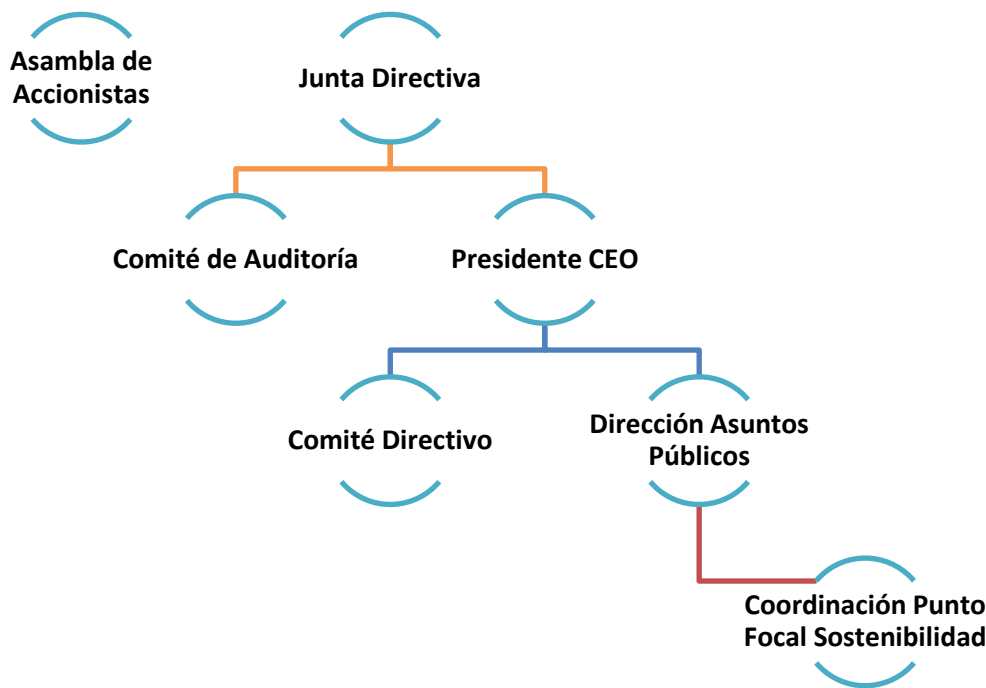 Asambla de
Accionistas
Junta Directiva
Comité de Auditoría
Presidente CEO
Comité Directivo
Dirección Asuntos
Públicos
Coordinación Punto
Focal Sostenibilidad